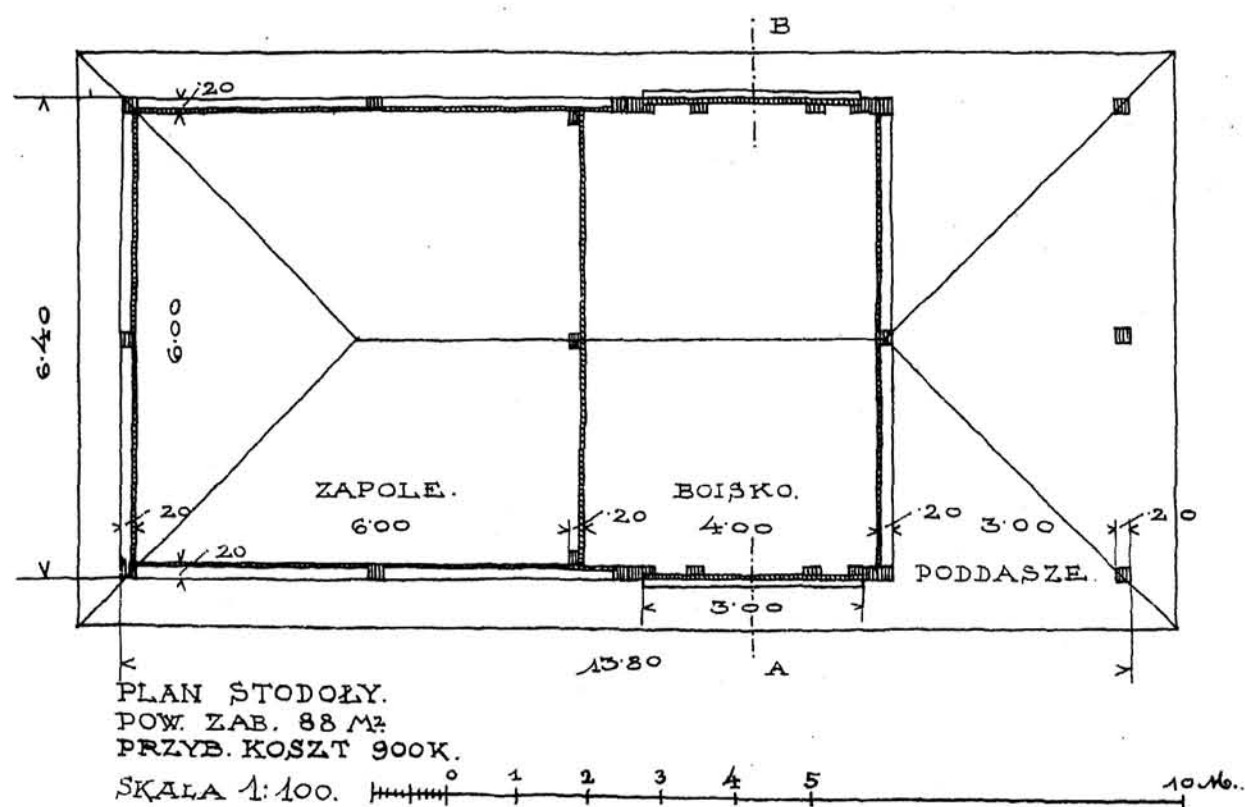 B
·20
6·40
6·00
ZAPOLE.
BOISKO.
·20
6·00
·20
4·00
·20
3·00
·20
·20
PODDASZE.
3·00
13·80
A
PLAN STODOŁY.
POW. ZAB. 88 M²
PRZYB. KOSZT 900K.
SKALA 1:100.
0 1 2 3 4 5 10 M.